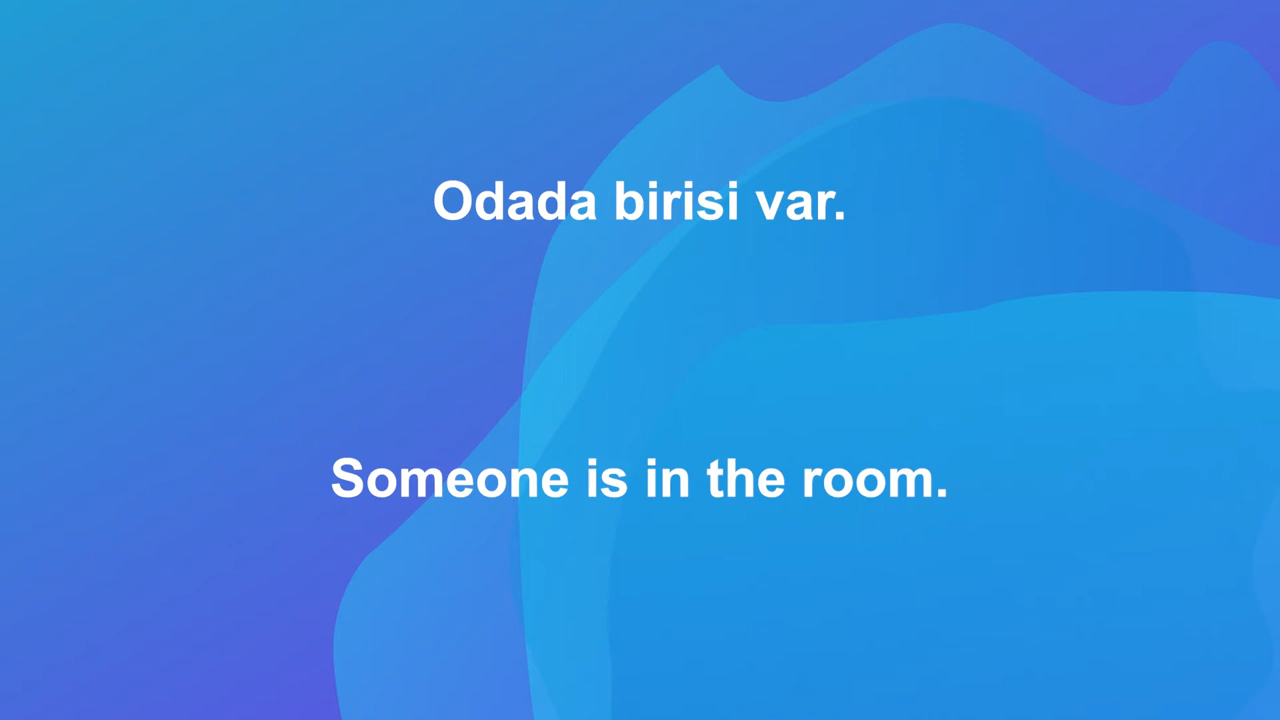 Odada birisi var.
Someone is in the room.